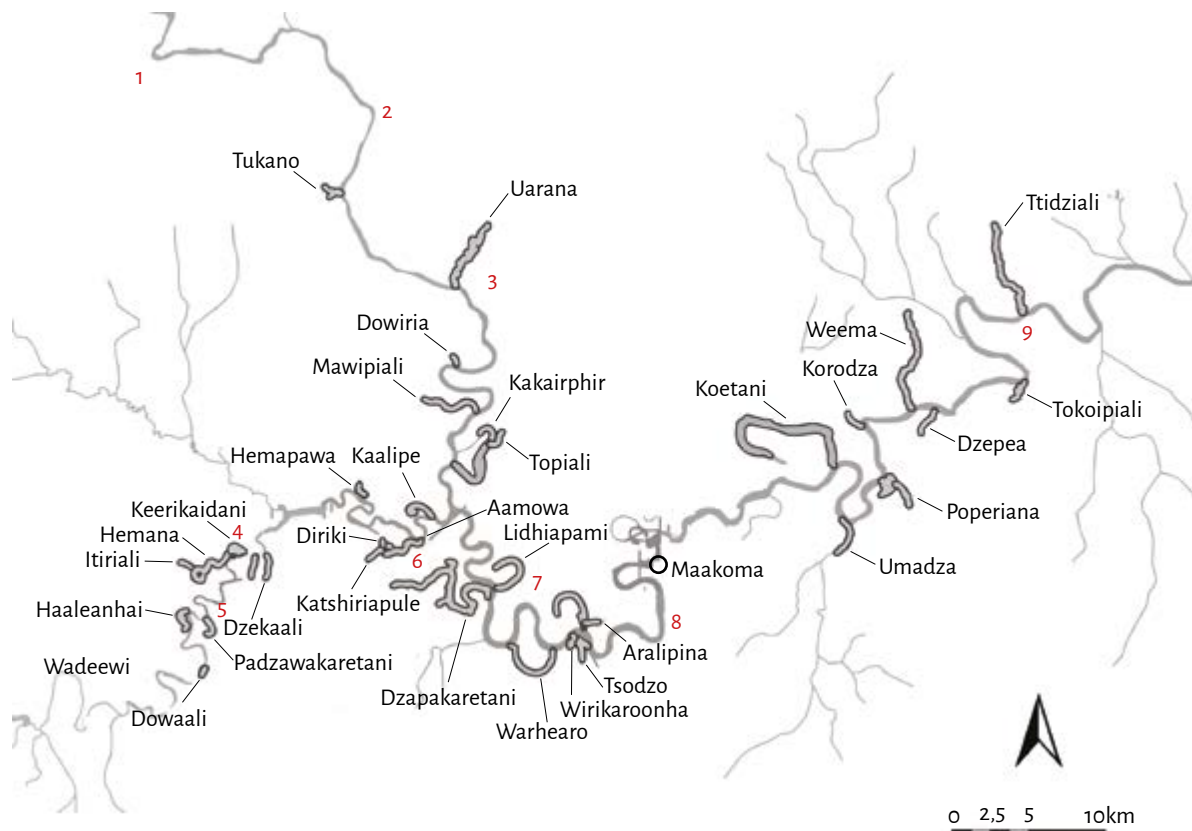 1
2
Tukano
Uarana
Ttidziali
3
Dowiria
Weema
9
Mawipiali
Kakairphir
Korodza
Koetani
Tokoipiali
Dzepea
Hemapawa
Kaalipe
Topiali
Keerikaidani
Aamowa
Poperiana
Hemana
4
Diriki
Lidhiapami
Itiriali
6
Umadza
7
Maakoma
Haaleanhai
5
Katshiriapule
Dzekaali
8
Padzawakaretani
Aralipina
Wadeewi
Tsodzo
Dzapakaretani
Wirikaroonha
Dowaali
Warhearo
0 2,5 5 10km